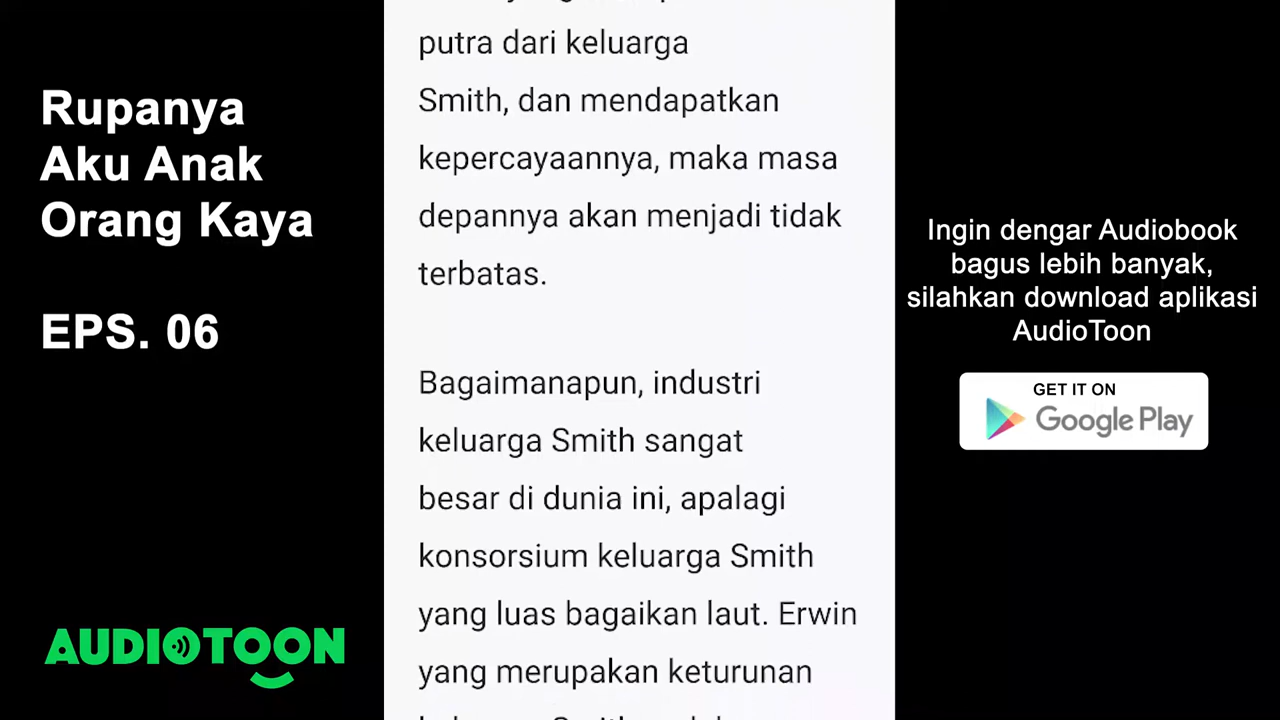 Rupanya
Aku Anak
Orang Kaya
EPS. 06
AUDIOTOON
putra dari keluarga
Smith, dan mendapatkan
kepercayaannya, maka masa
depannya akan menjadi tidak
terbatas.
Bagaimanapun, industri
keluarga Smith sangat
besar di dunia ini, apalagi
konsorsium keluarga Smith
yang luas bagaikan laut. Erwin
yang merupakan keturunan
Ingin dengar Audiobook
bagus lebih banyak,
silahkan download aplikasi
AudioToon
GET IT ON
Google Play